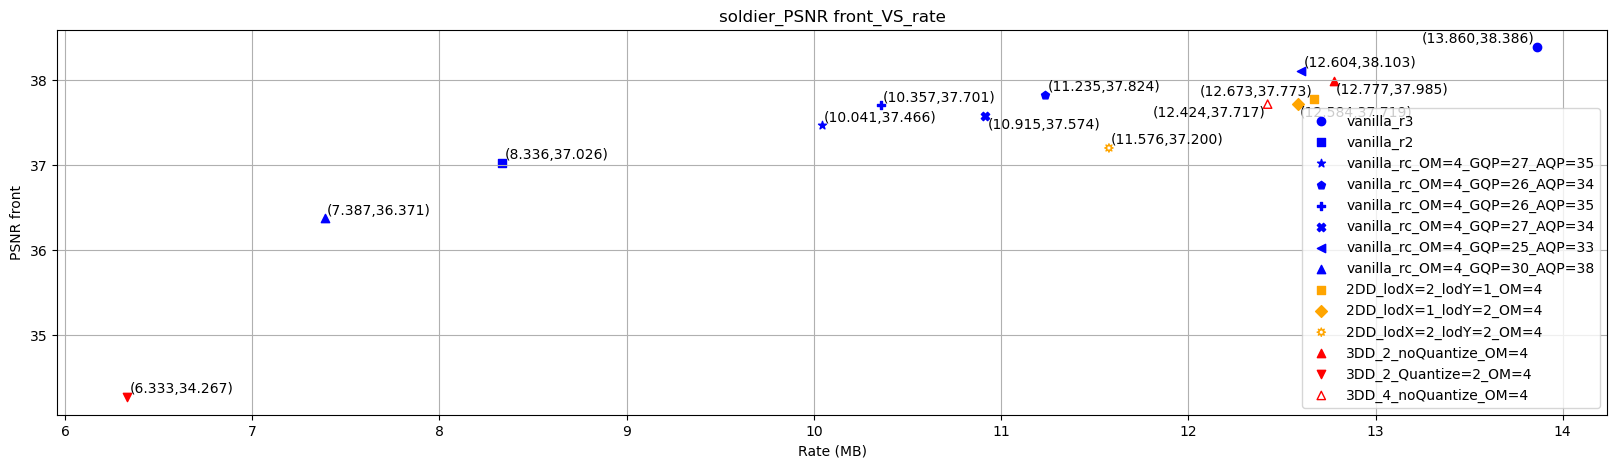 soldier_PSNR front_VS_rate
(13.860,38.386)
(12.604,38.103)
(11.235,37.824)
(12.673,37.773)
(12.777,37.985)
(10.357,37.701)
(12.424,37.717)
(12.584,37.719)
(10.041,37.466)
(10.915,37.574)
(11.576,37.200)
(8.336,37.026)
(7.387,36.371)
(6.333,34.267)
38
37
36
35
PSNR front
6
7
8
9
10
11
12
13
14
Rate (MB)
vanilla_r3
vanilla_r2
vanilla_rc_OM=4_GQP=27_AQP=35
vanilla_rc_OM=4_GQP=26_AQP=34
vanilla_rc_OM=4_GQP=26_AQP=35
vanilla_rc_OM=4_GQP=27_AQP=34
vanilla_rc_OM=4_GQP=25_AQP=33
vanilla_rc_OM=4_GQP=30_AQP=38
2DD_lodX=2_lodY=1_OM=4
2DD_lodX=1_lodY=2_OM=4
2DD_lodX=2_lodY=2_OM=4
3DD_2_noQuantize_OM=4
3DD_2_Quantize=2_OM=4
3DD_4_noQuantize_OM=4